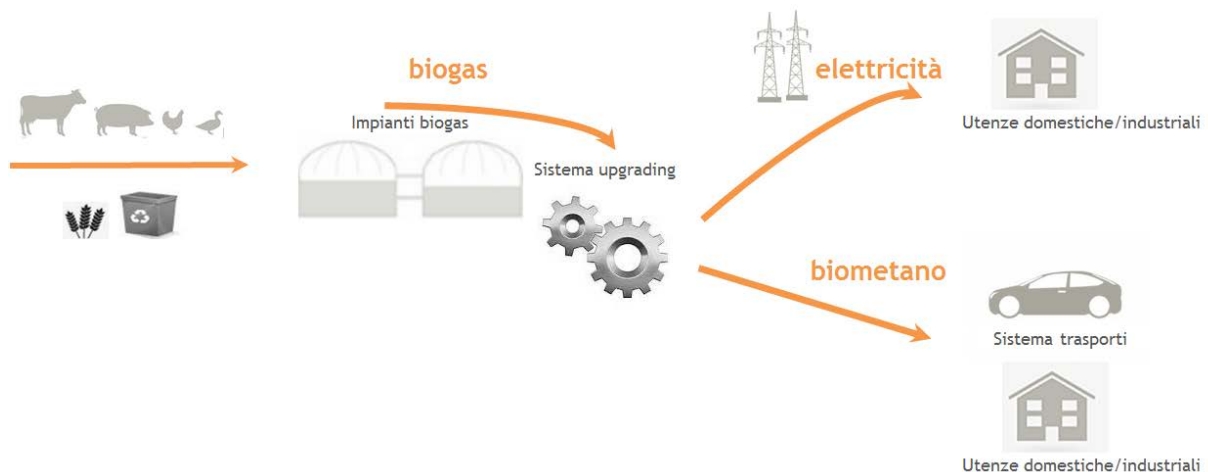 biogas
Impianti biogas
Sistema upgrading
elettricità
Utenze domestiche/industriali
biometano
Sistema trasporti
Utenze domestiche/industriali